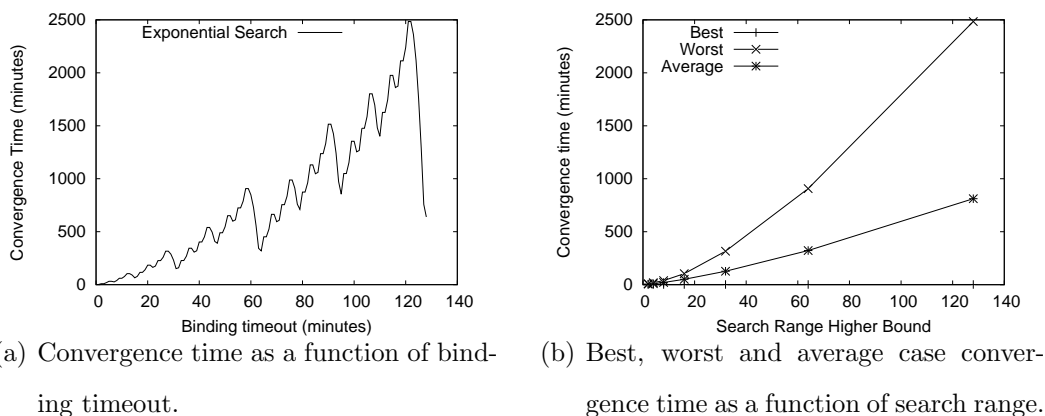 2500
2000
1500
1000
500
0
0 20 40 60 80 100 120 140
Convergence Time (minutes)
Binding timeout (minutes)
Exponential Search
(a) Convergence time as a function of bind-
ing timeout.
2500
2000
1500
1000
500
0
0 20 40 60 80 100 120 140
Convergence time (minutes)
Search Range Higher Bound
Best
Worst
Average
(b) Best, worst and average case conver-
gence time as a function of search range.